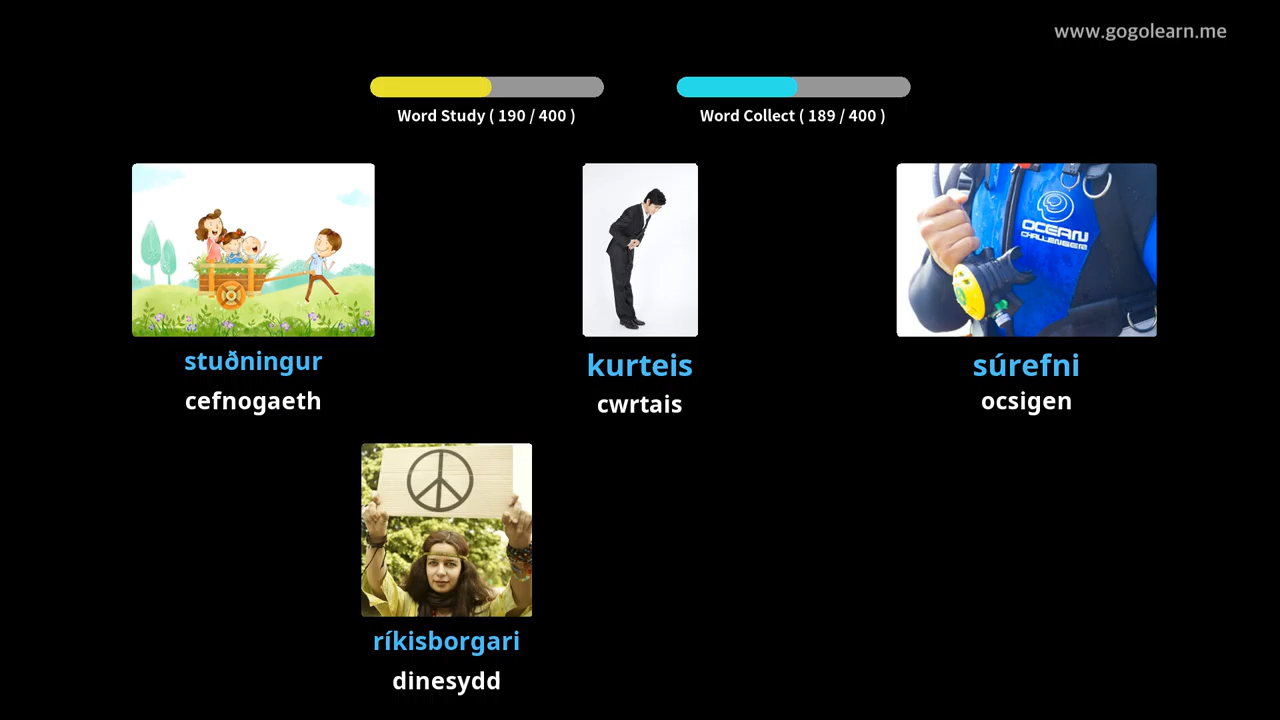 www.gogolearn.me
Word Study ( 190 / 400 )
Word Collect ( 189 / 400 )
OCEAN
CHALLENGER
stuðningur
cefnogaeth
kurteis
cwrtais
súrefni
ocsigen
ríkisborgari
dinesydd